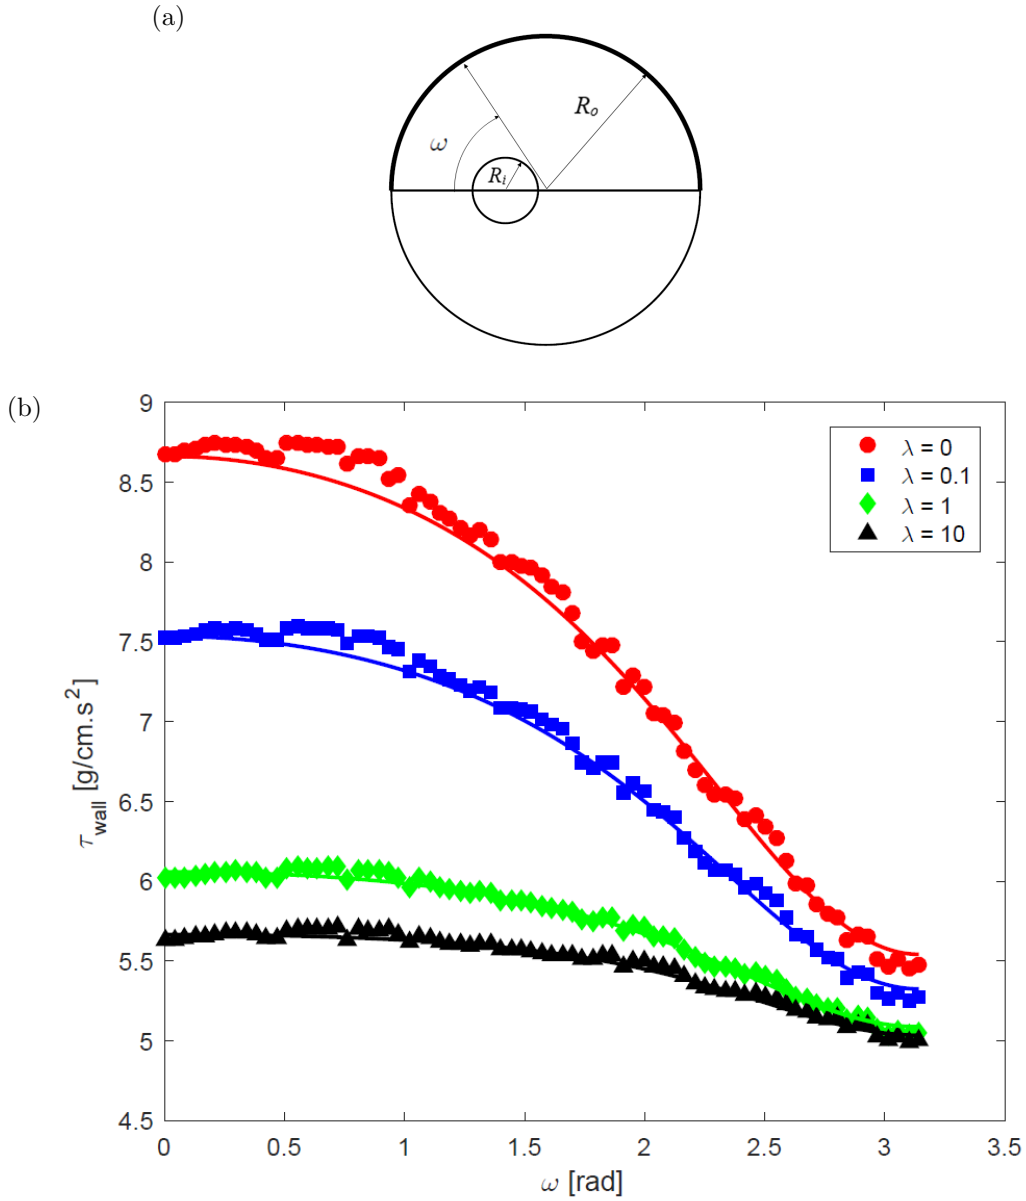 (a)
R_o
ω
R_i
(b)
9
8.5
8
7.5
7
6.5
6
5.5
5
4.5
τ_wall [g/cm.s^2]
λ = 0
λ = 0.1
λ = 1
λ = 10
0 0.5 1 1.5 2 2.5 3 3.5
ω [rad]